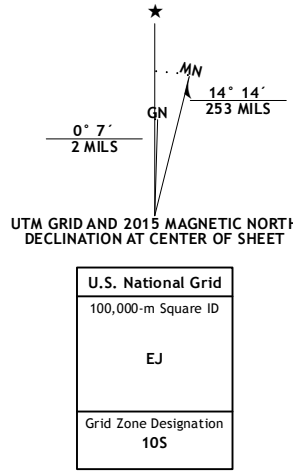 ★
MN
GN
14° 14´
253 MILS
0° 7´
2 MILS
UTM GRID AND 2015 MAGNETIC NORTH
DECLINATION AT CENTER OF SHEET
U.S. National Grid
100,000-m Square ID
EJ
Grid Zone Designation
10S